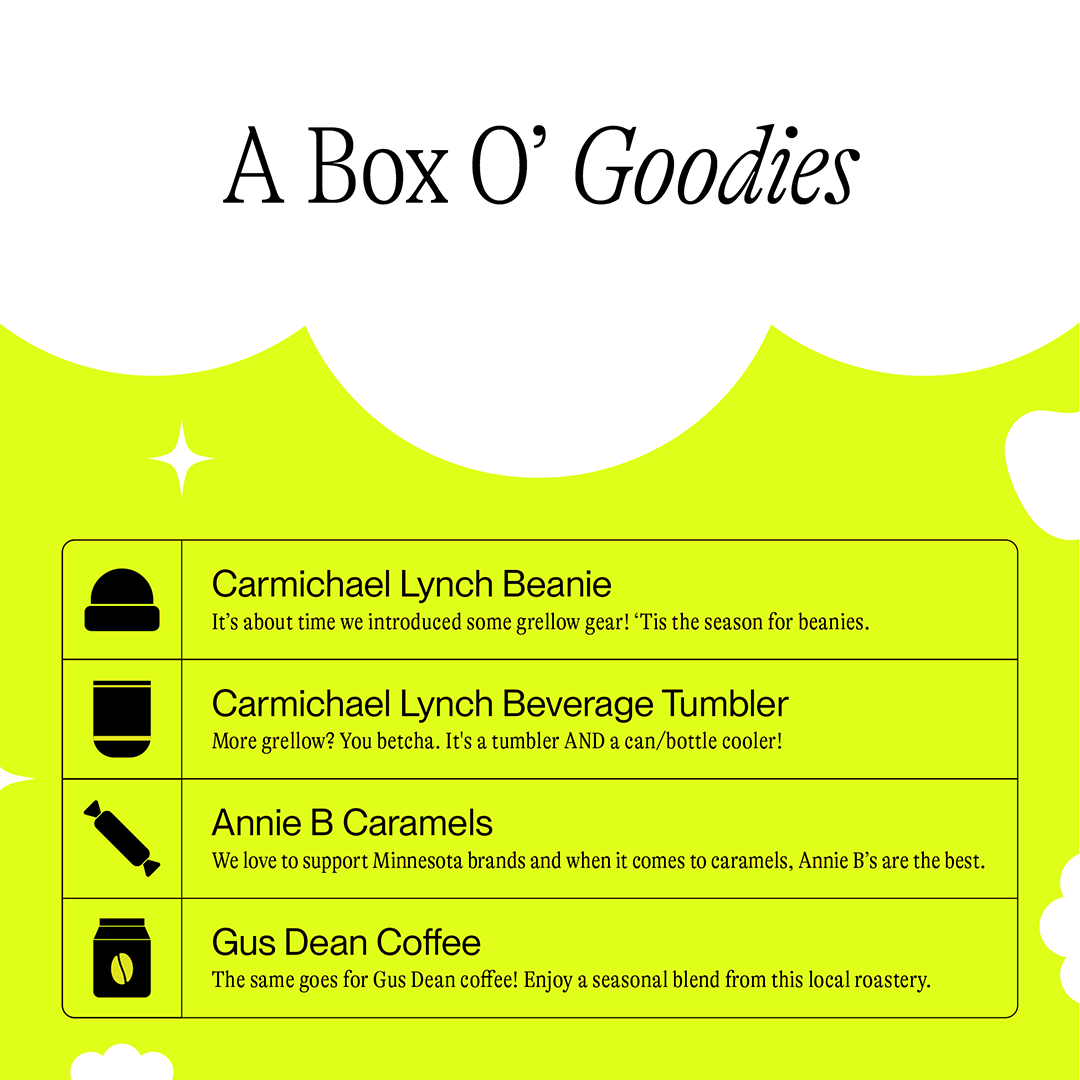 A Box O’ Goodies
Carmichael Lynch Beanie
It’s about time we introduced some grellow gear! ‘Tis the season for beanies.
Carmichael Lynch Beverage Tumbler
More grellow? You betcha. It's a tumbler AND a can/bottle cooler!
Annie B Caramels
We love to support Minnesota brands and when it comes to caramels, Annie B’s are the best.
Gus Dean Coffee
The same goes for Gus Dean coffee! Enjoy a seasonal blend from this local roastery.